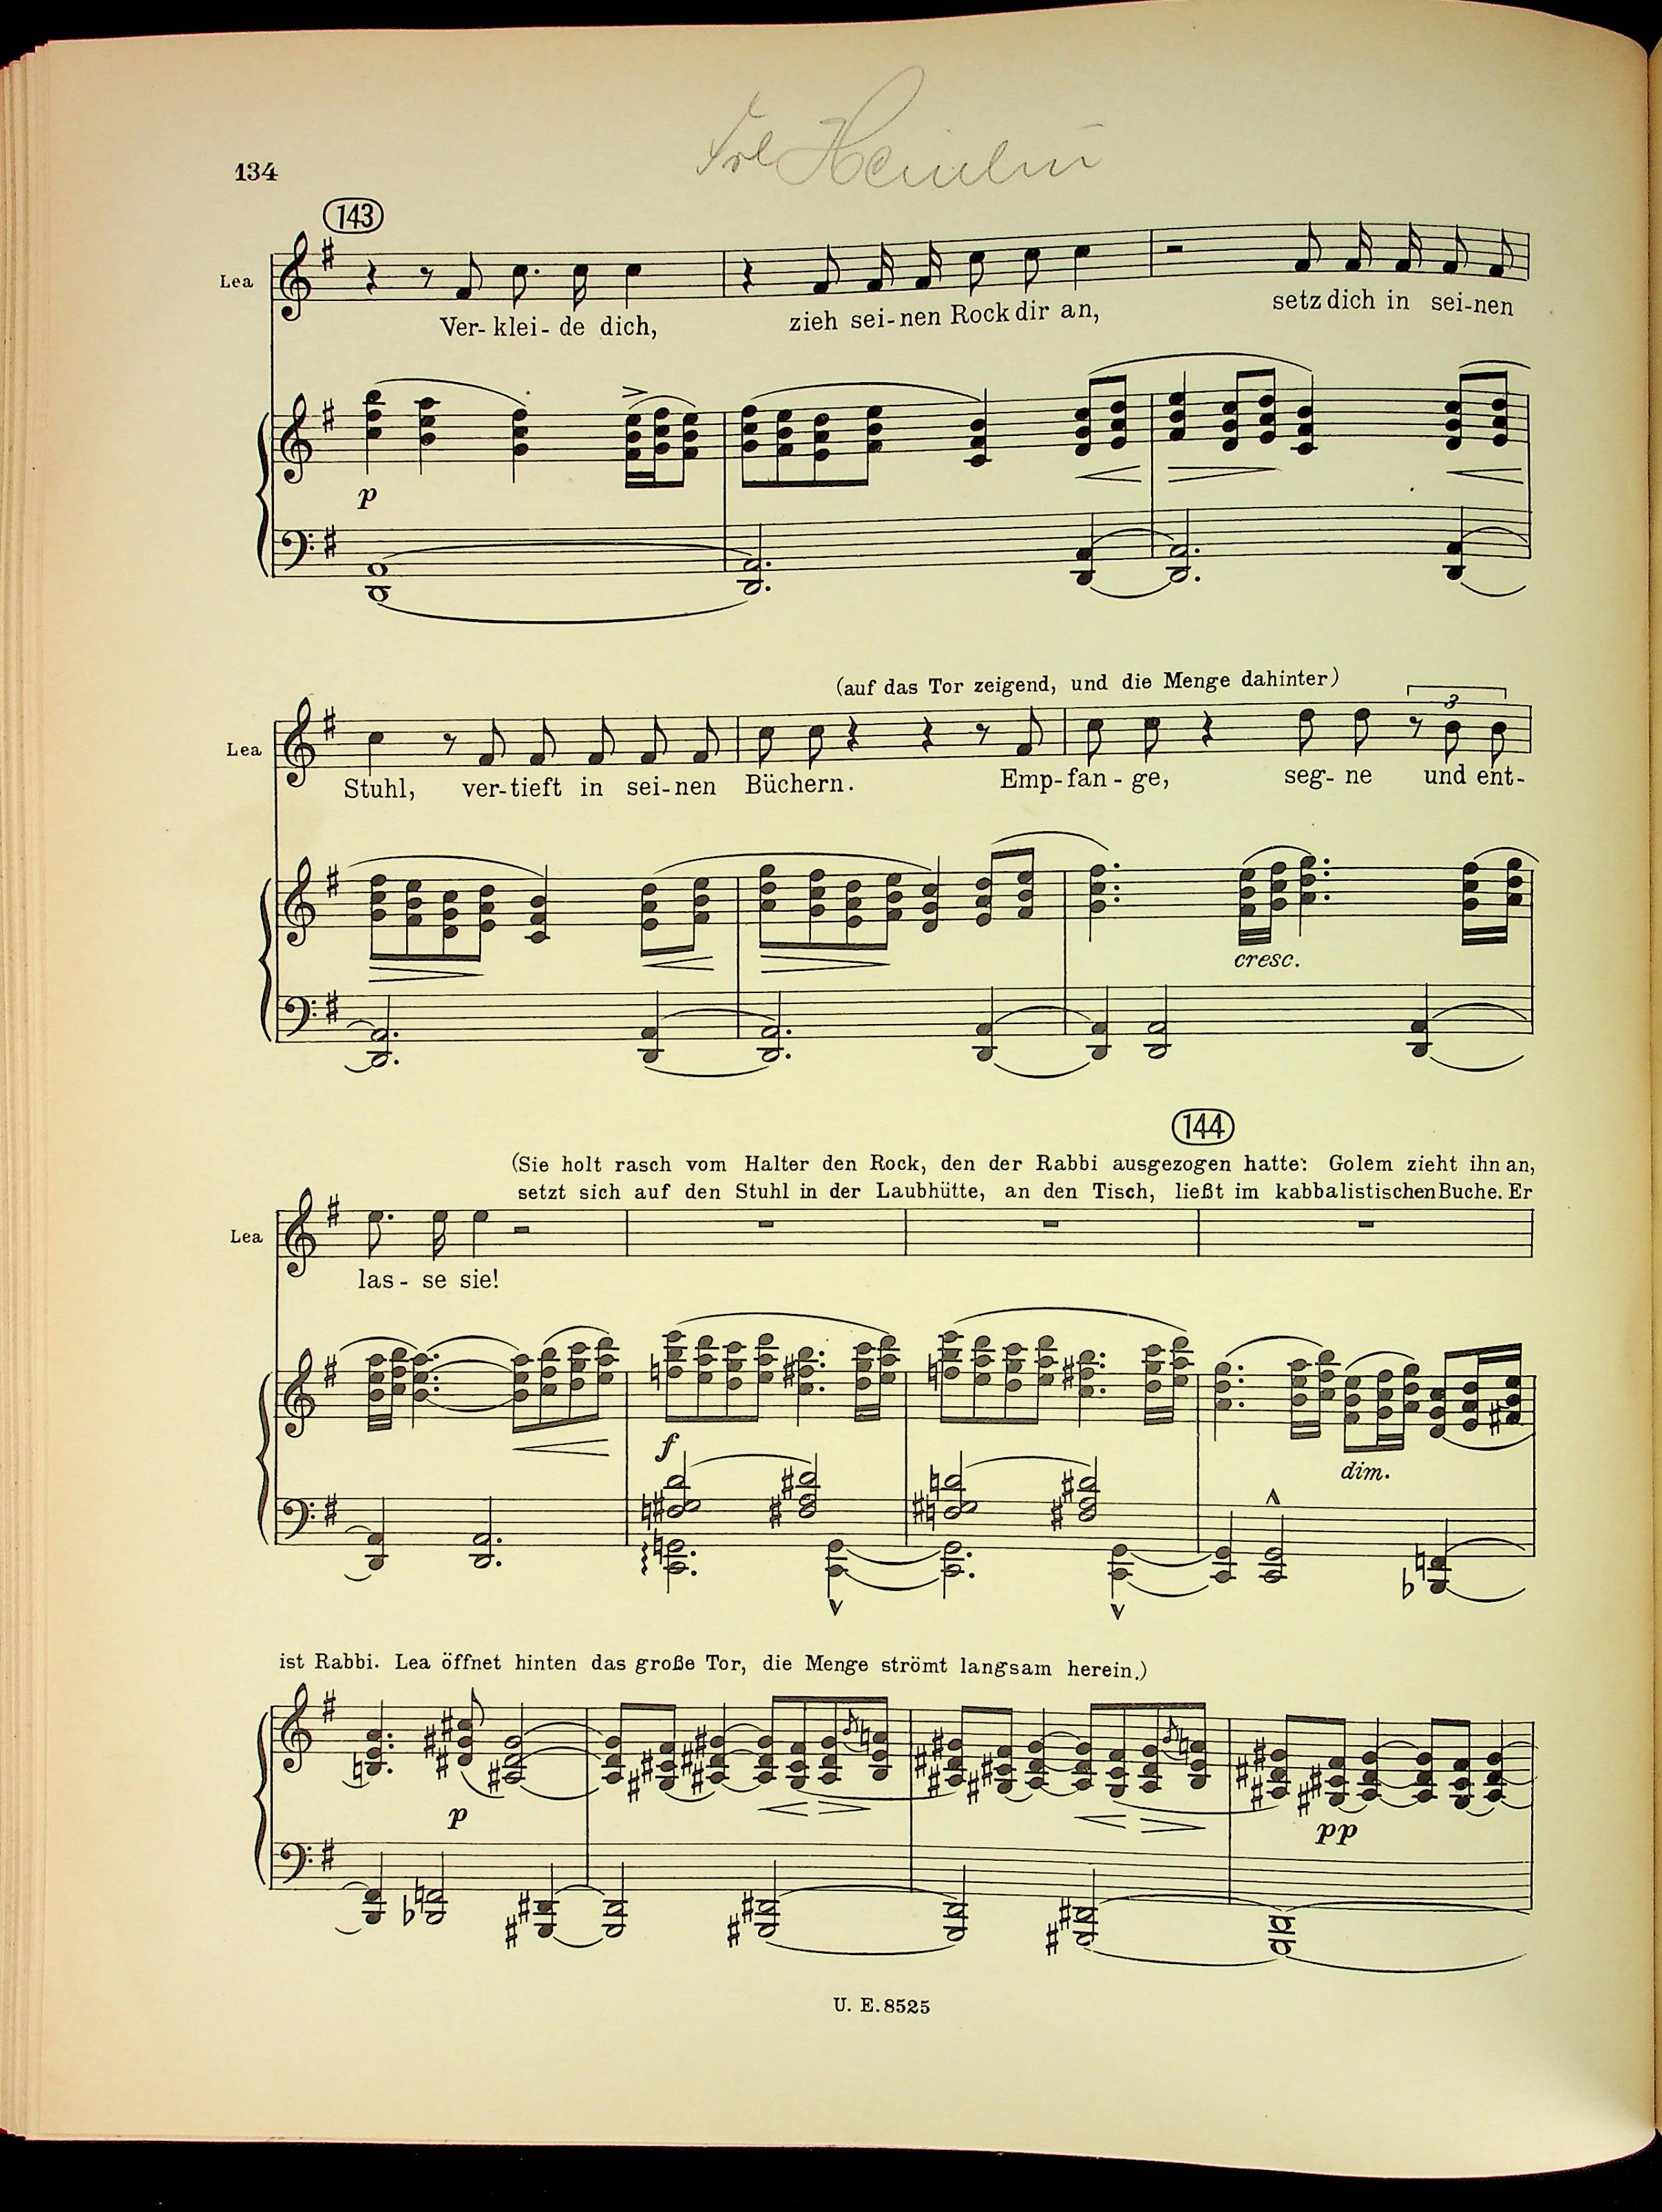 134
143
Lea
Ver- klei- de dich, zieh sei-nen Rock dir an, setz dich in sei-nen
p
(auf das Tor zeigend, und die Menge dahinter)
3
Lea
Stuhl, ver-tieft in sei-nen Büchern. Emp-fan-ge, seg-ne und ent-
cresc.
144
(Sie holt rasch vom Halter den Rock, den der Rabbi ausgezogen hatte: Golem zieht ihn an,
setzt sich auf den Stuhl in der Laubhütte, an den Tisch, ließt im kabbalistischen Buche. Er
Lea
las- se sie!
f
dim.
ist Rabbi. Lea öffnet hinten das große Tor, die Menge strömt langsam herein.)
p
pp
U. E. 8525